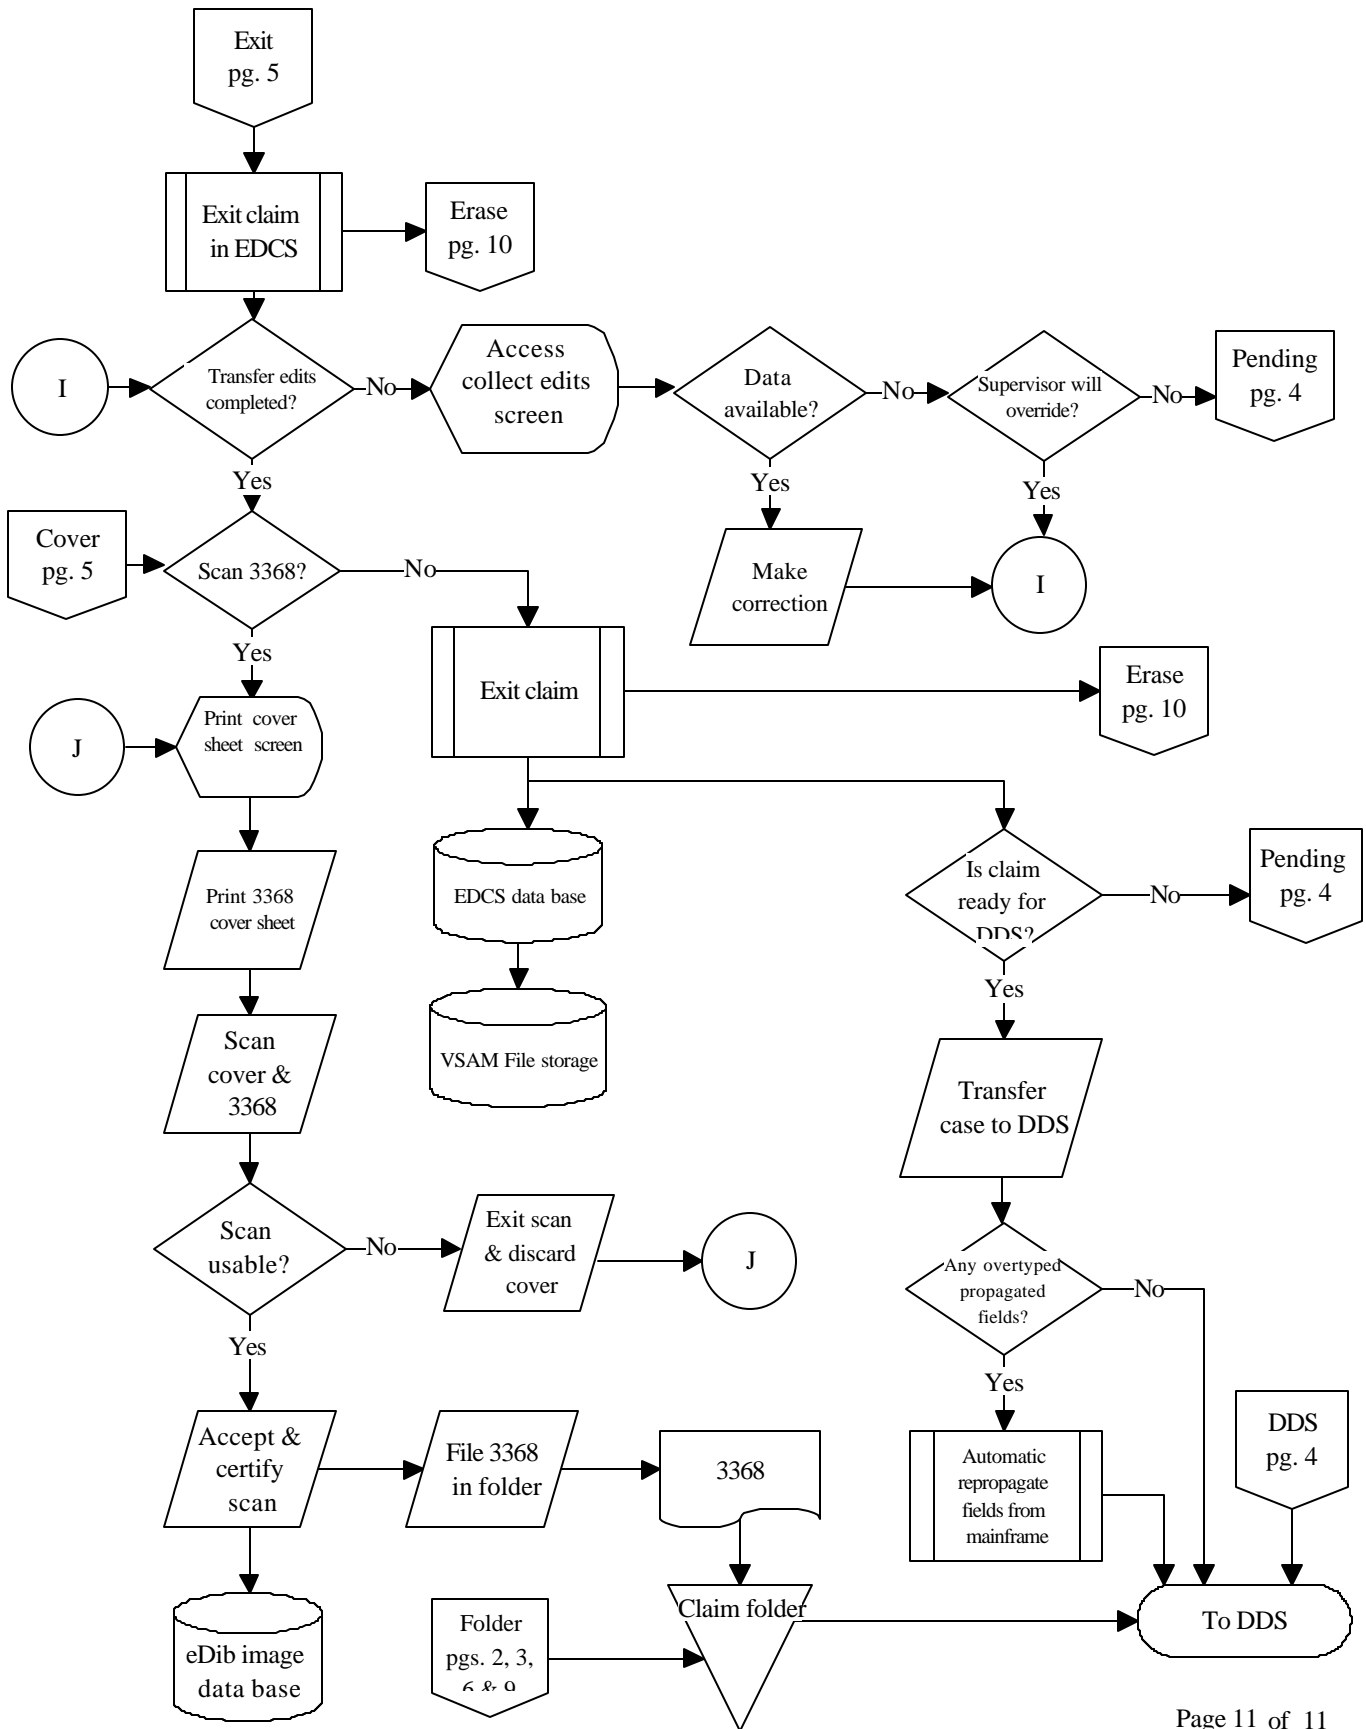 Exit
pg. 5
Exit claim
in EDCS
Erase
pg. 10
I
Transfer edits
completed?
No
Access
collect edits
screen
Data
available?
No
Supervisor will
override?
No
Pending
pg. 4
Yes
Yes
Yes
Cover
pg. 5
Scan 3368?
No
Make
correction
I
Yes
Exit claim
Erase
pg. 10
J
Print cover
sheet screen
Print 3368
cover sheet
EDCS data base
Is claim
ready for
DDS?
No
Pending
pg. 4
Yes
Scan
cover &
3368
VSAM File storage
Transfer
case to DDS
Scan
usable?
No
Exit scan
& discard
cover
J
Any overtyped
propagated
fields?
No
Yes
Yes
Accept &
certify
scan
File 3368
in folder
3368
Automatic
repropagate
fields from
mainframe
DDS
pg. 4
eDib image
data base
Folder
pgs. 2, 3,
6 & 9
Claim folder
To DDS
Page 11 of 11